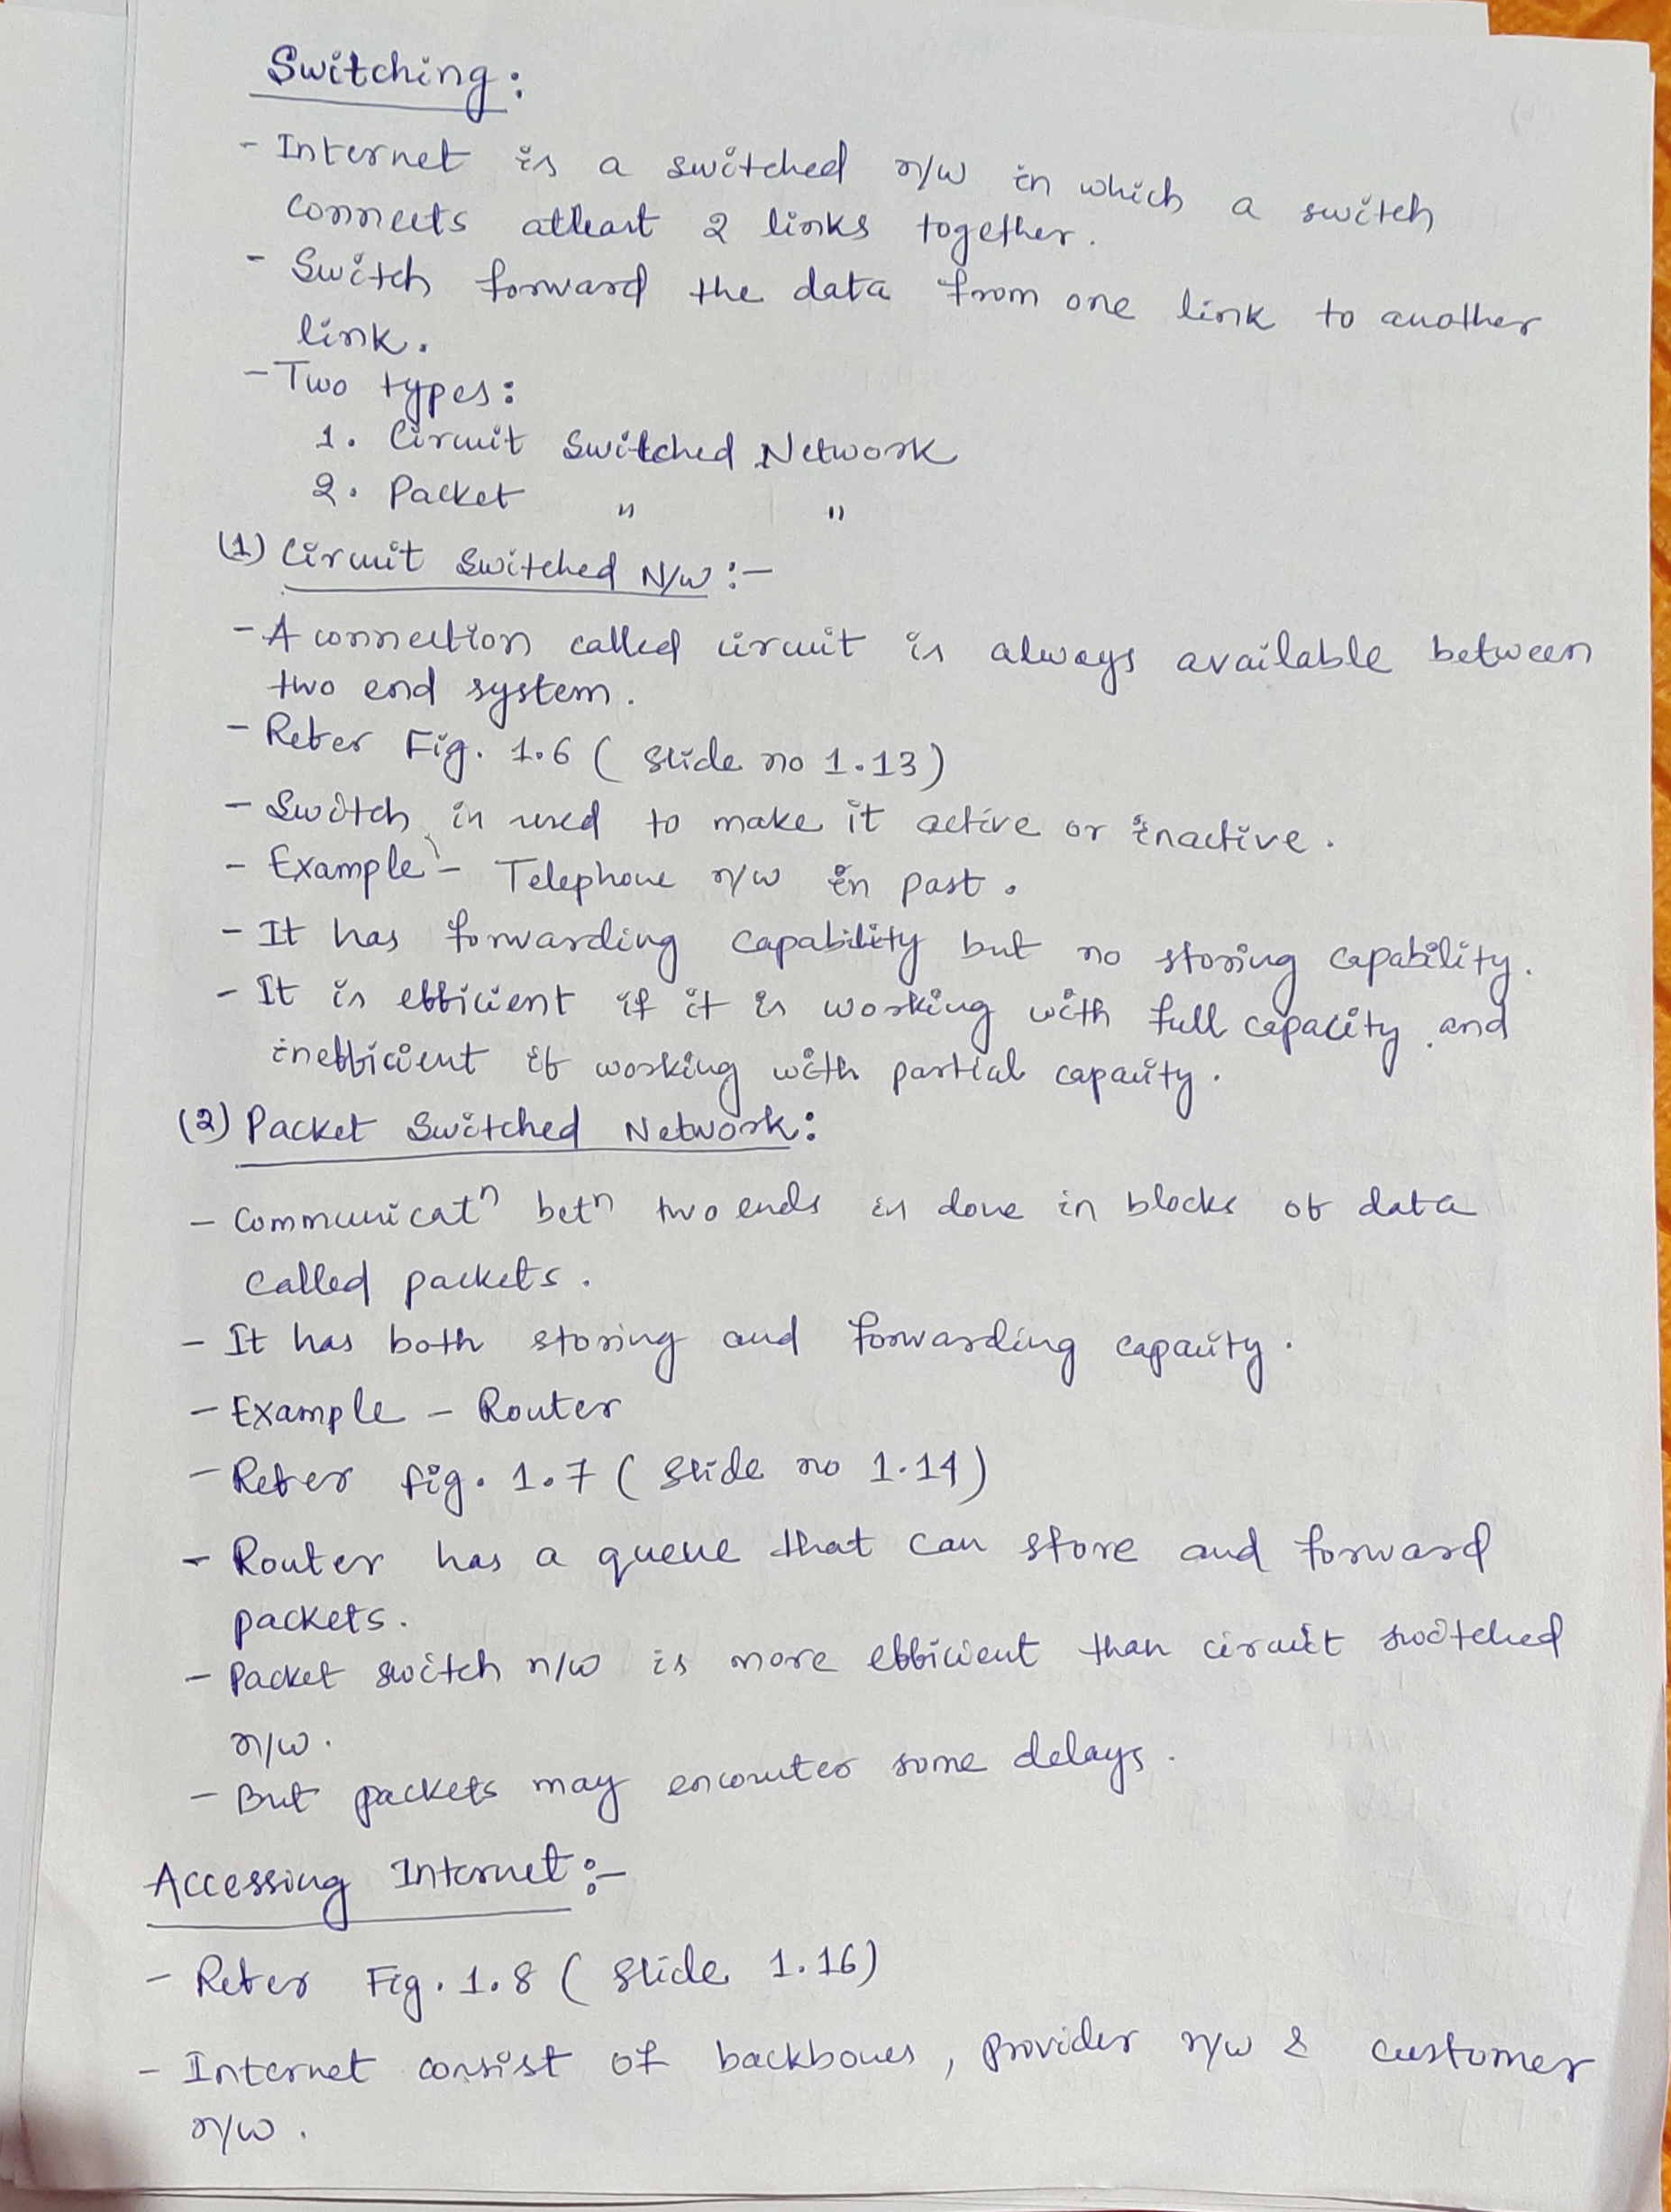 Switching:
- Internet is a switched n/w in which a switch
connects atleast 2 links together.
- Switch forward the data from one link to another
link.
- Two types:
1. Circuit Switched Network
2. Packet " "
(1) Circuit Switched N/w :-
- A connection called circuit is always available between
two end system.
- Refer Fig. 1.6 ( Slide no 1.13)
- Switch is used to make it active or inactive.
- Example :- Telephone n/w in past.
- It has forwarding capability but no storing capability.
- It is efficient if it is working with full capacity and
inefficient if working with partial capacity.
(2) Packet Switched Network:
- Communicatⁿ betⁿ two ends is done in blocks of data
called packets.
- It has both storing and forwarding capacity.
- Example - Router
- Refer fig. 1.7 ( Slide no 1.14)
- Router has a queue that can store and forward
packets.
- Packet switch n/w is more efficient than circuit switched
n/w.
- But packets may encounter some delays.
Accessing Internet :-
- Refer Fig. 1.8 ( Slide 1.16)
- Internet consist of backbones, provider n/w & customer
n/w.